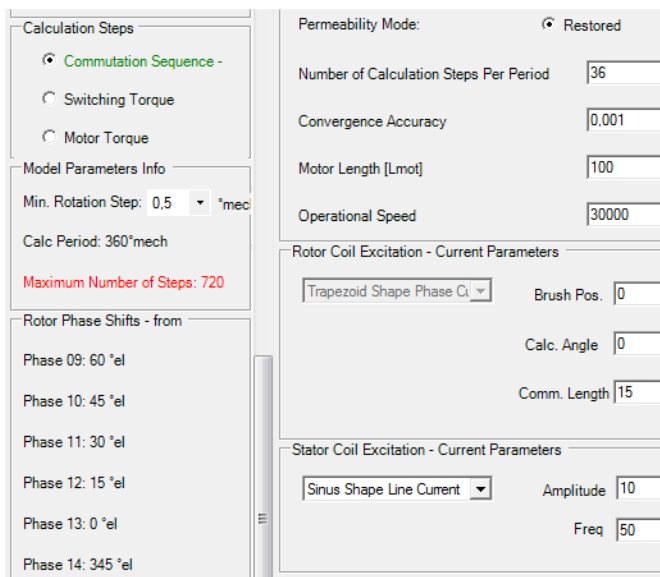 Calculation Steps
Commutation Sequence -
Switching Torque
Motor Torque
Model Parameters Info
Min. Rotation Step: 0,5 °mec
Calc Period: 360°mech
Maximum Number of Steps: 720
Rotor Phase Shifts - from
Phase 09: 60 °el
Phase 10: 45 °el
Phase 11: 30 °el
Phase 12: 15 °el
Phase 13: 0 °el
Phase 14: 345 °el
Permeability Mode: Restored
Number of Calculation Steps Per Period 36
Convergence Accuracy 0,001
Motor Length [Lmot] 100
Operational Speed 30000
Rotor Coil Excitation - Current Parameters
Trapezoid Shape Phase Cu
Brush Pos. 0
Calc. Angle 0
Comm. Length 15
Stator Coil Excitation - Current Parameters
Sinus Shape Line Current
Amplitude 10
Freq 50